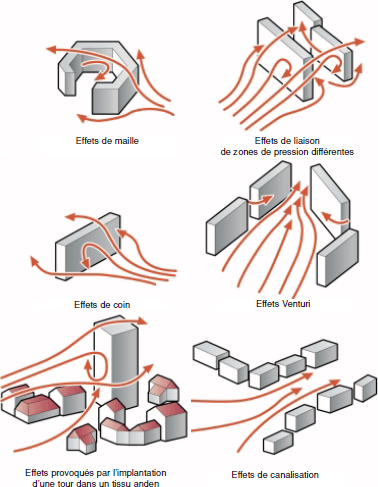 Effets de maille
Effets de liaison
de zones de pression différentes
Effets de coin
Effets Venturi
Effets provoqués par l'implantation
d'une tour dans un tissu anden
Effets de canalisation